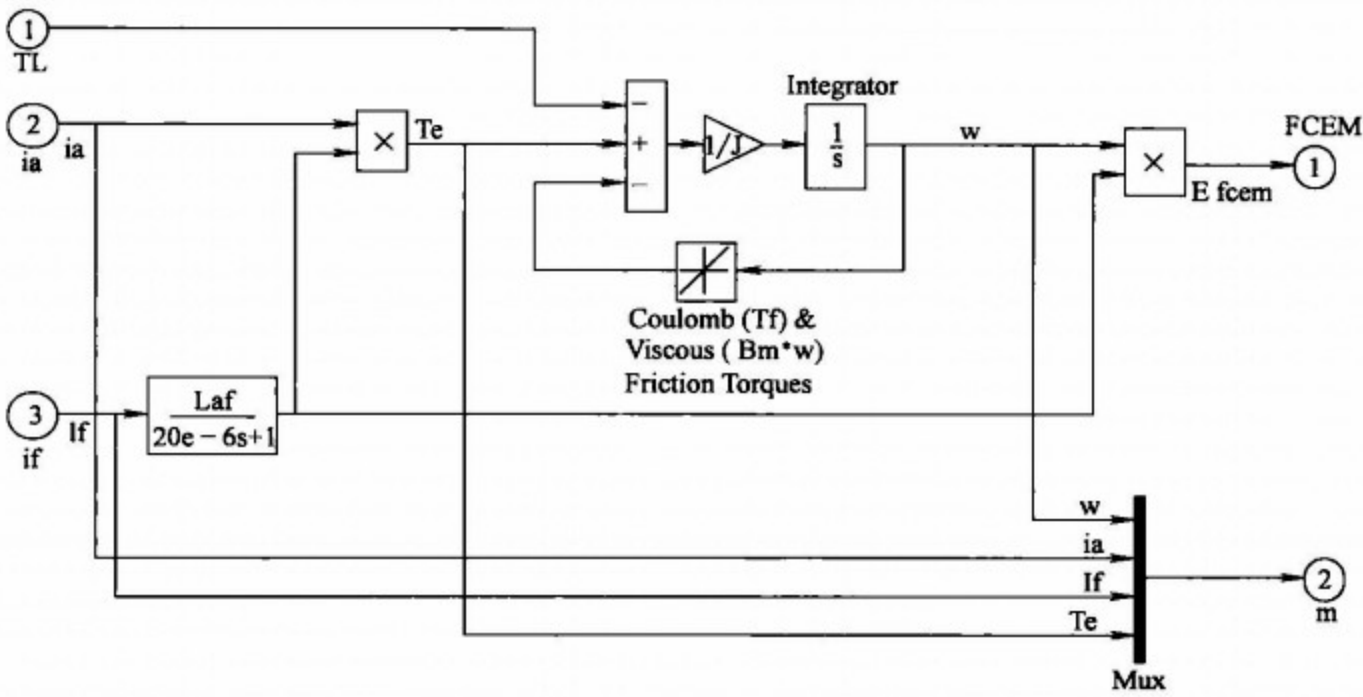 1
TL
2
ia
ia
×
Te
−
+
−
1/J
Integrator
1
s
w
×
E fcem
FCEM
1
Coulomb (Tf) &
Viscous ( Bm*w)
Friction Torques
3
if
If
Laf
20e − 6s+1
w
ia
If
Te
Mux
2
m